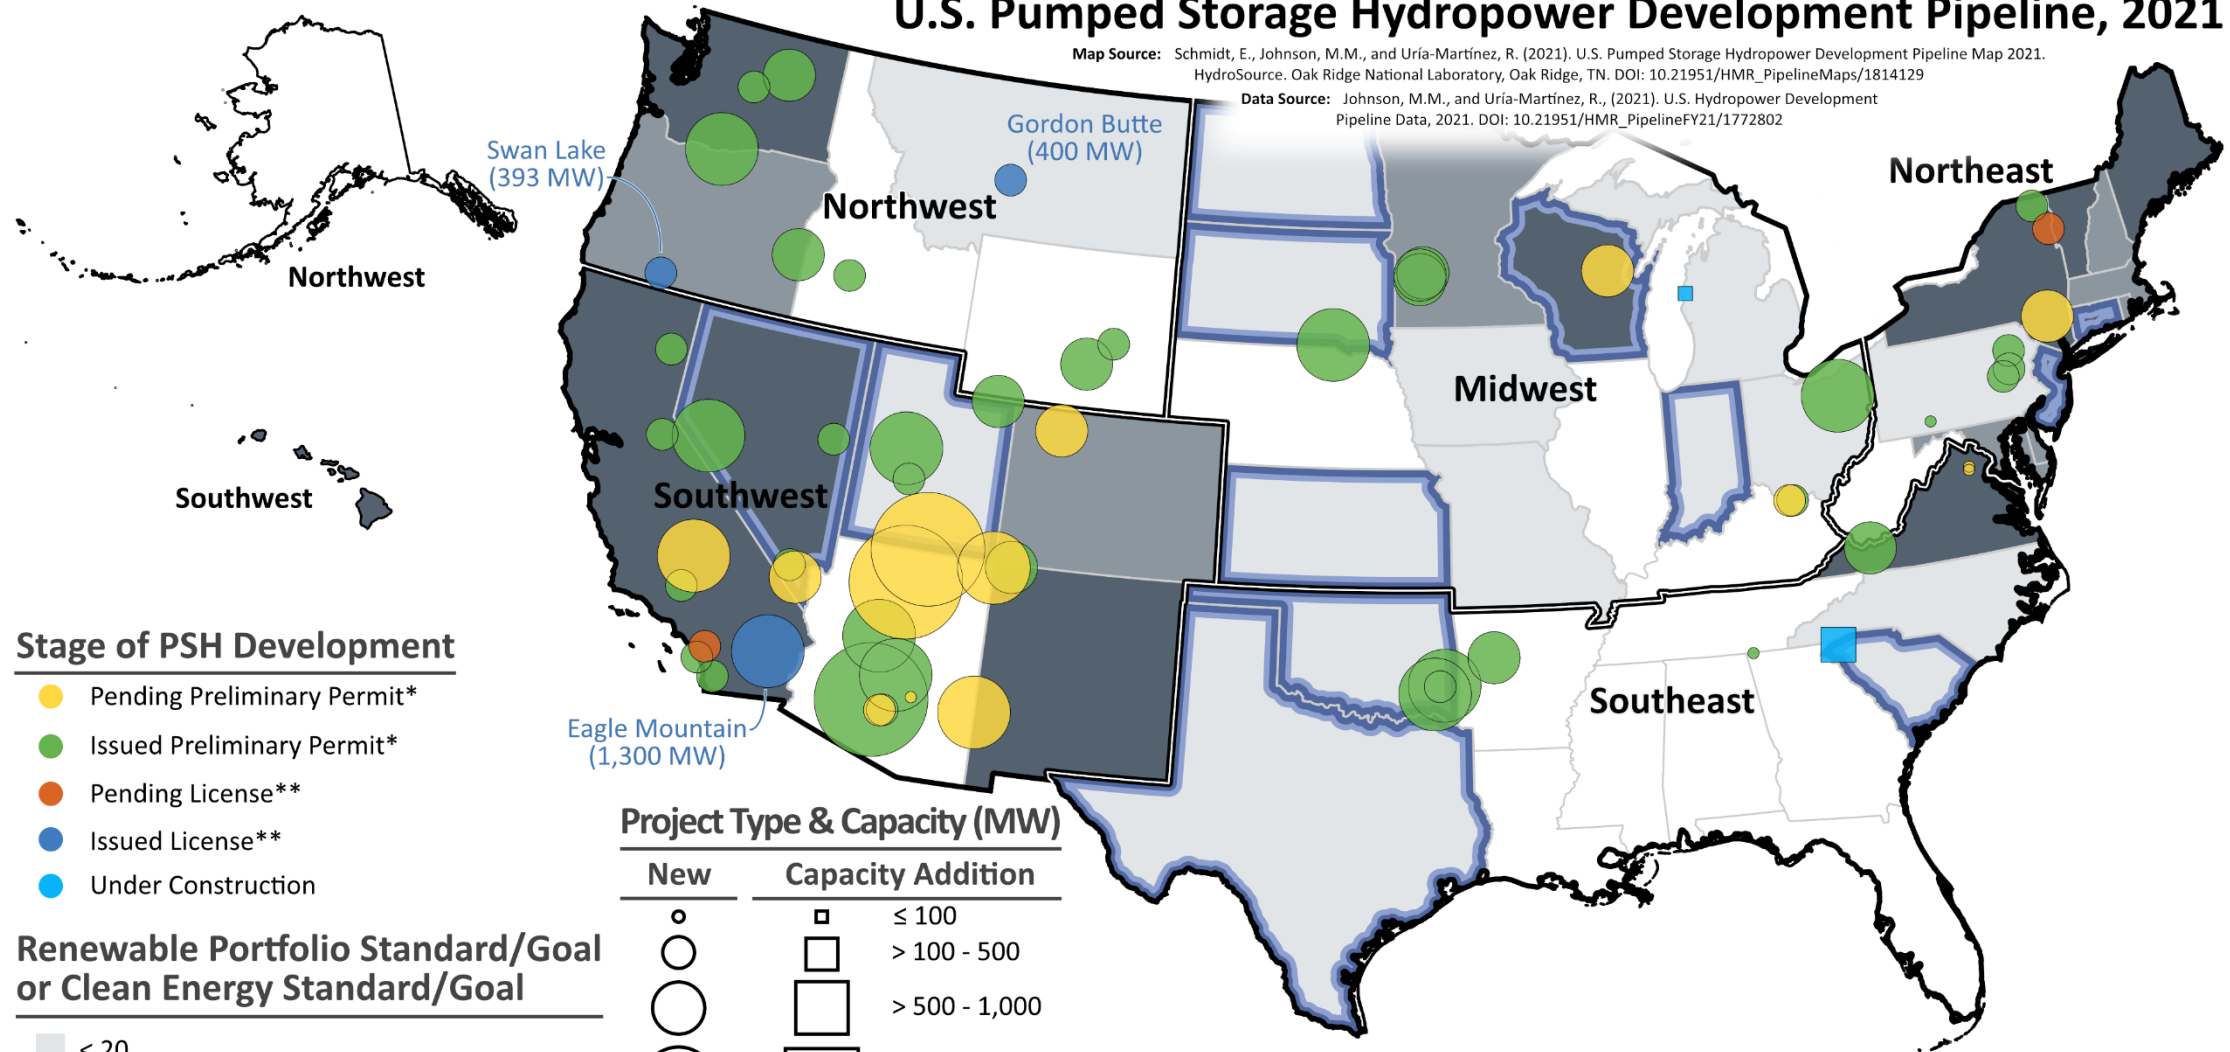 U.S. Pumped Storage Hydropower Development Pipeline, 2021
Map Source: Schmidt, E., Johnson, M.M., and Uría-Martínez, R. (2021). U.S. Pumped Storage Hydropower Development Pipeline Map 2021.
HydroSource. Oak Ridge National Laboratory, Oak Ridge, TN. DOI: 10.21951/HMR_PipelineMaps/1814129
Data Source: Johnson, M.M., and Uría-Martínez, R., (2021). U.S. Hydropower Development
Pipeline Data, 2021. DOI: 10.21951/HMR_PipelineFY21/1772802
Gordon Butte
(400 MW)
Swan Lake
(393 MW)
Northeast
Northwest
Northwest
Midwest
Southwest
Southwest
Southeast
Eagle Mountain
(1,300 MW)
Stage of PSH Development
Pending Preliminary Permit*
Issued Preliminary Permit*
Pending License**
Issued License**
Under Construction
Renewable Portfolio Standard/Goal
or Clean Energy Standard/Goal
< 20
Project Type & Capacity (MW)
New Capacity Addition
≤ 100
> 100 - 500
> 500 - 1,000